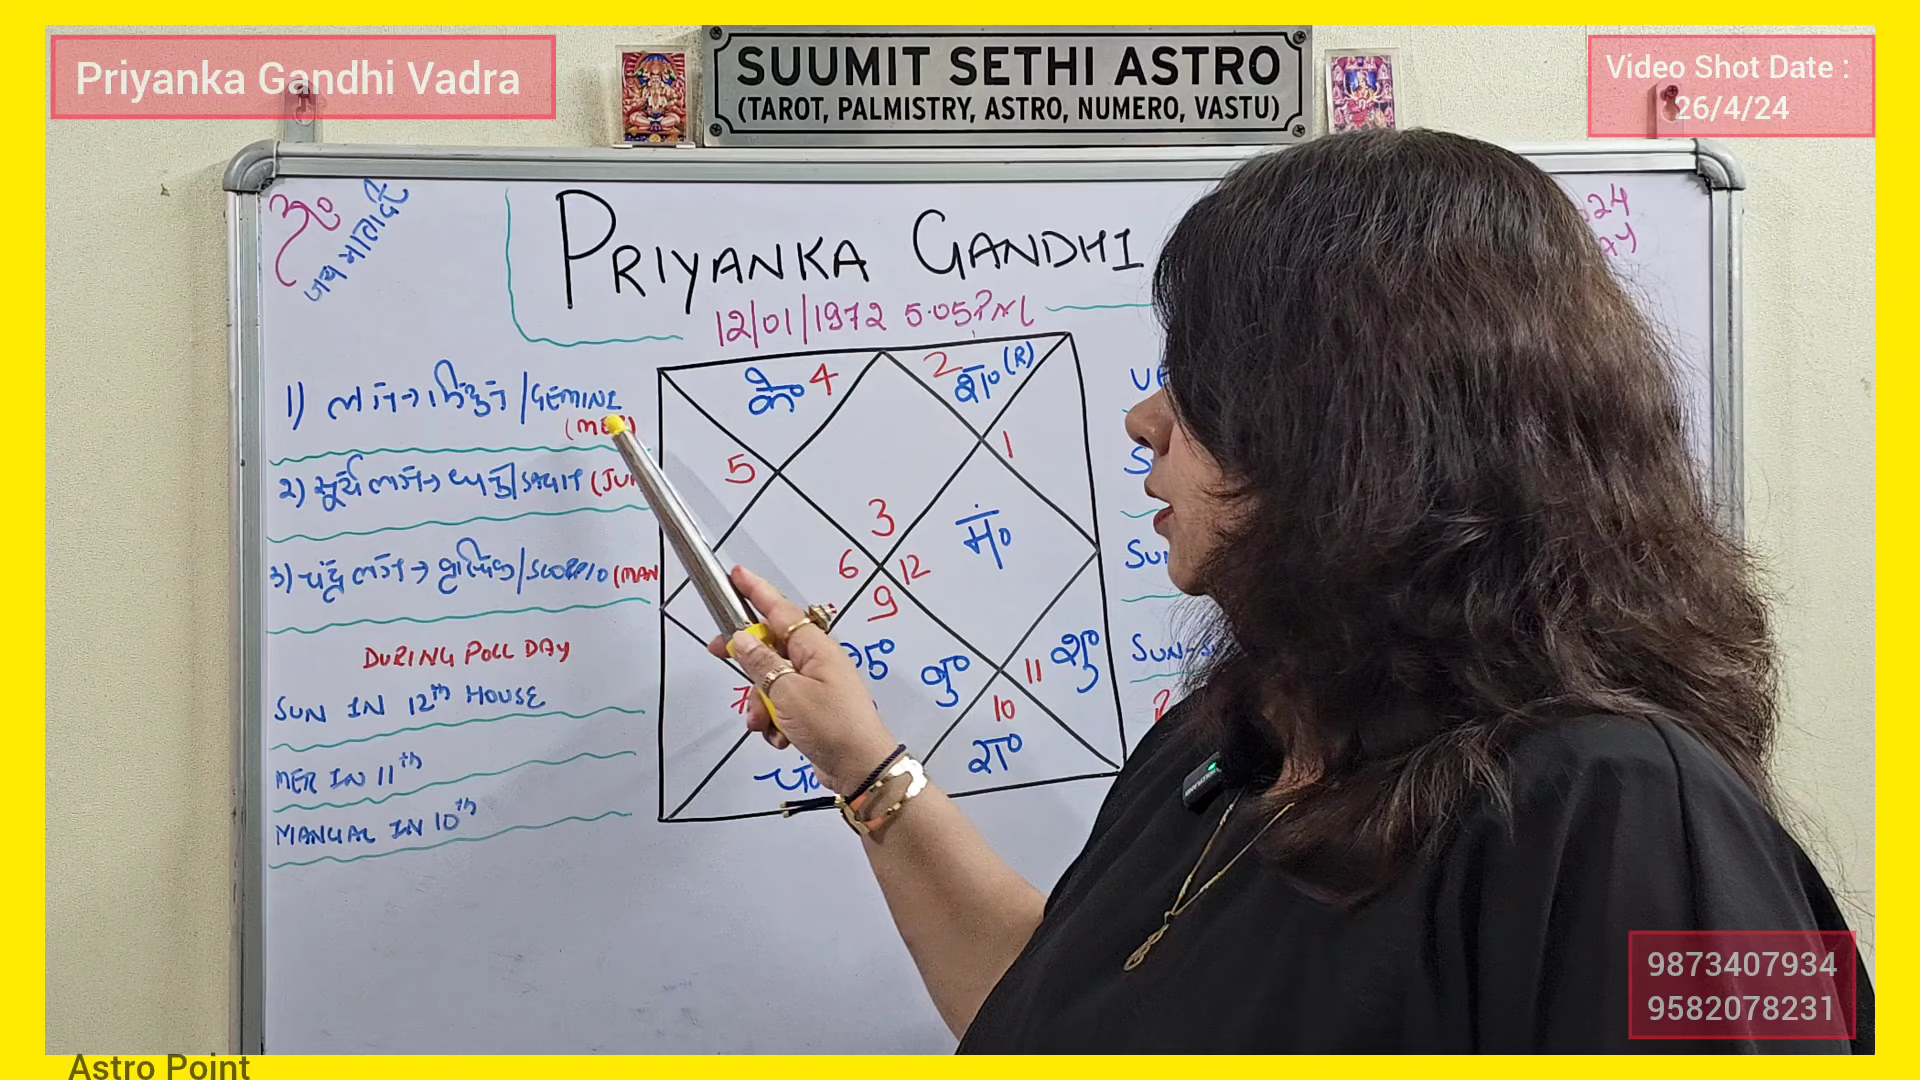 Priyanka Gandhi Vadra
SUUMIT SETHI ASTRO
(TAROT, PALMISTRY, ASTRO, NUMERO, VASTU)
Video Shot Date :
26/4/24
ॐ
जय माता दी
PRIYANKA GANDHI
12/01/1972 5.05 PM
1) लग्न → मिथुन / GEMINI
2) सूर्य लग्न → धनु / SAGIT
3) चंद्र लग्न → वृश्चिक / SCORPIO
DURING POLL DAY
SUN IN 12th HOUSE
MER IN 11th
MANGAL IN 10th
के० 4
2 श० (R)
5
1
3
मं०
6 12
9
शु० 11
बु०
7
10
रा०
चं०
SUN-
9873407934
9582078231
Astro Point